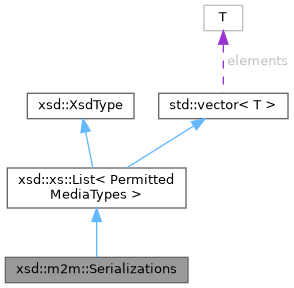 T
elements
xsd::XsdType
std::vector< T >
xsd::xs::List< Permitted
MediaTypes >
xsd::m2m::Serializations